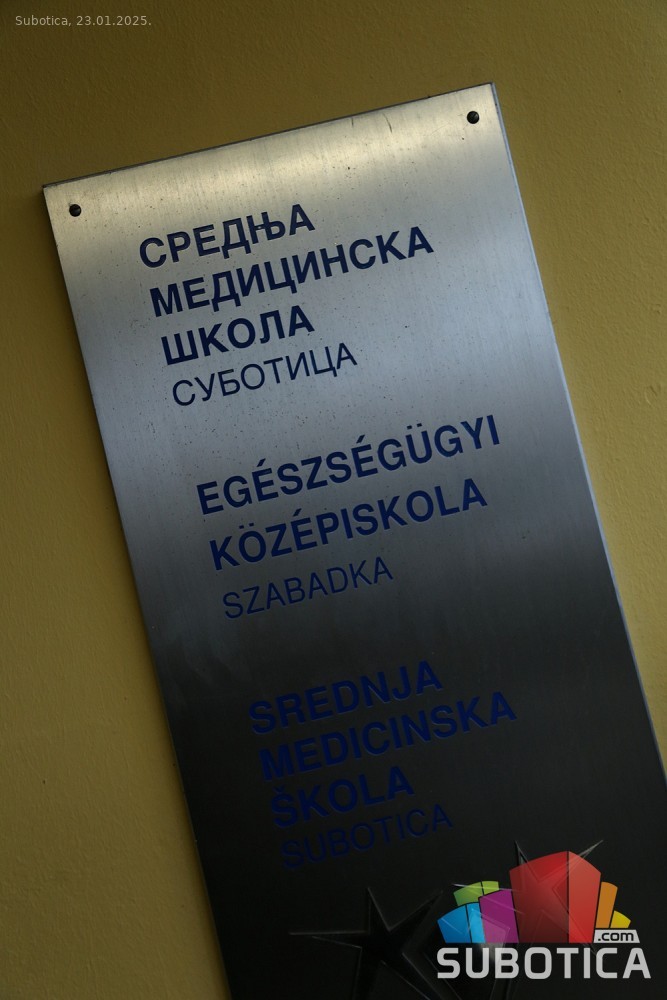 Subotica, 23.01.2025.
СРЕДЊА
МЕДИЦИНСКА
ШКОЛА
СУБОТИЦА
EGÉSZSÉGÜGYI
KÖZÉPISKOLA
SZABADKA
SREDNJA
MEDICINSKA
ŠKOLA
SUBOTICA
.com
SUBOTICA